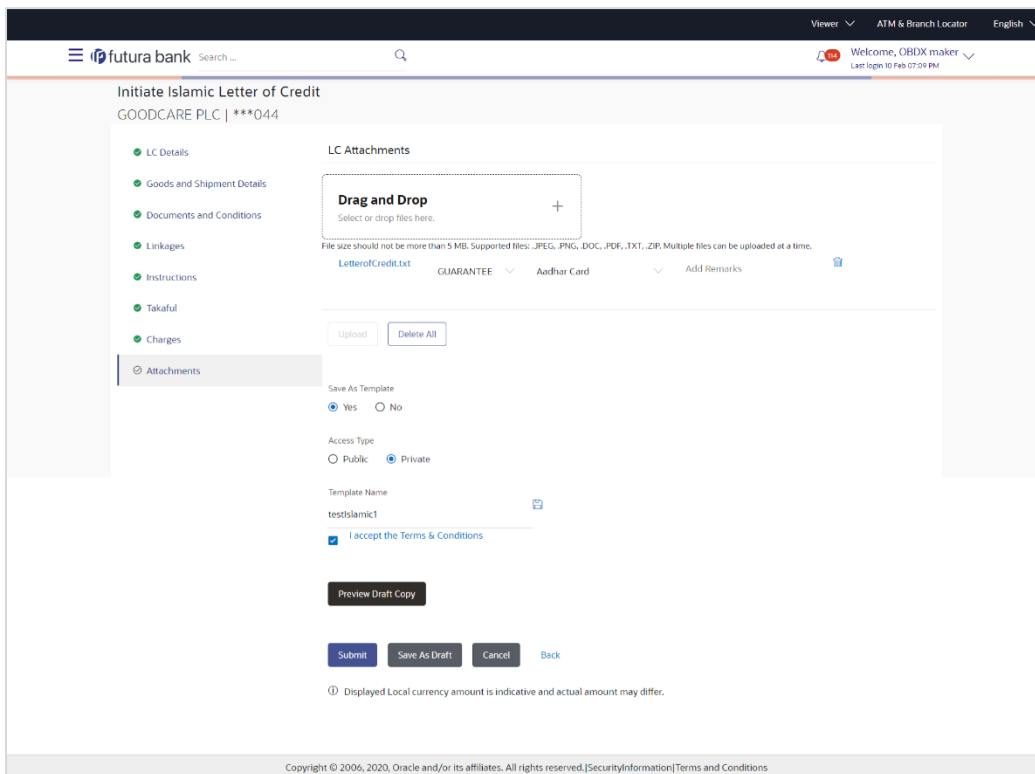 Viewer ATM & Branch Locator English
futura bank Search ... 114 Welcome, OBDX maker
Last login 10 Feb 07:09 PM
Initiate Islamic Letter of Credit
GOODCARE PLC | ***044
LC Details
Goods and Shipment Details
Documents and Conditions
Linkages
Instructions
Takaful
Charges
Attachments
LC Attachments
Drag and Drop
Select or drop files here.
File size should not be more than 5 MB. Supported files: .JPEG, .PNG, .DOC, .PDF, .TXT, .ZIP. Multiple files can be uploaded at a time.
LetterofCredit.txt GUARANTEE Aadhar Card Add Remarks
Upload Delete All
Save As Template
Yes No
Access Type
Public Private
Template Name
testIslamic1
I accept the Terms & Conditions
Preview Draft Copy
Submit Save As Draft Cancel Back
Displayed Local currency amount is indicative and actual amount may differ.
Copyright © 2006, 2020, Oracle and/or its affiliates. All rights reserved.|SecurityInformation|Terms and Conditions